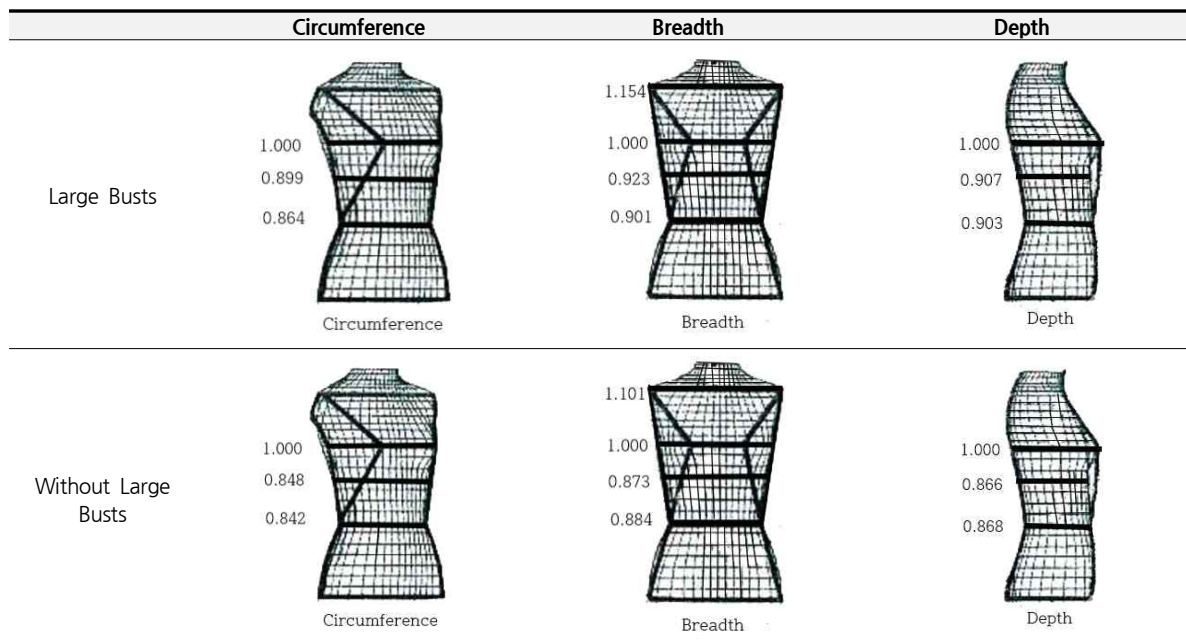 Circumference Breadth Depth
Large Busts
1.000
0.899
0.864
Circumference
1.154
1.000
0.923
0.901
Breadth
1.000
0.907
0.903
Depth
Without Large
Busts
1.000
0.848
0.842
Circumference
1.101
1.000
0.873
0.884
Breadth
1.000
0.866
0.868
Depth